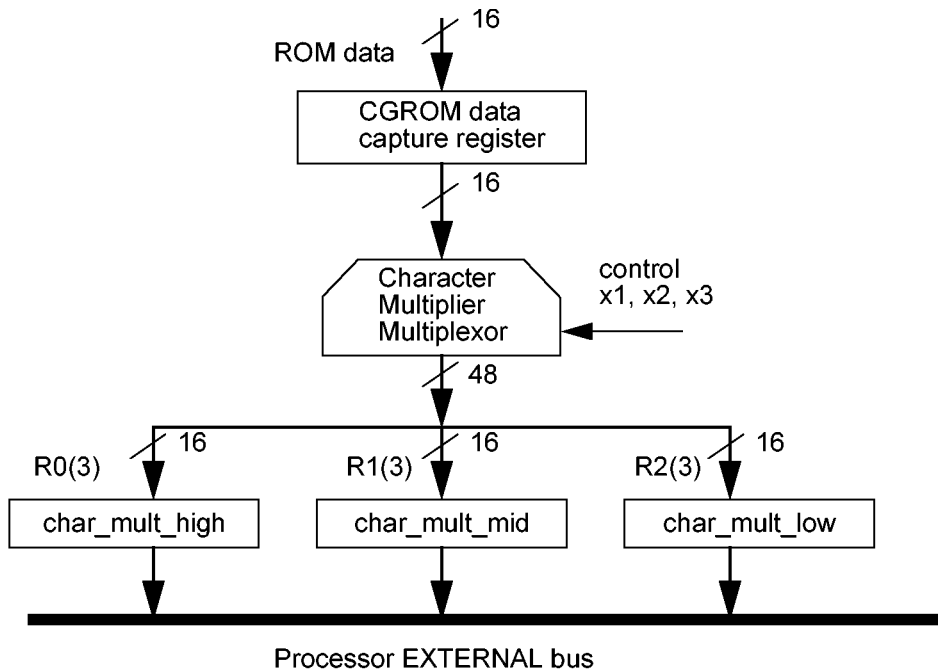 16
ROM data
CGROM data
capture register
16
Character
Multiplier
Multiplexor
control
x1, x2, x3
48
16
16
16
R0(3)
R1(3)
R2(3)
char_mult_high
char_mult_mid
char_mult_low
Processor EXTERNAL bus